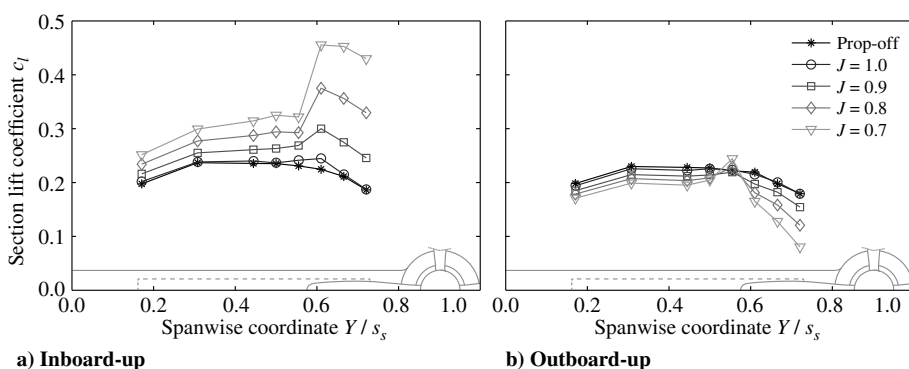 0.5
0.4
0.3
0.2
0.1
0.0
Section lift coefficient cl
0.0 0.2 0.4 0.6 0.8 1.0
Spanwise coordinate Y / ss
a) Inboard-up
Prop-off
J = 1.0
J = 0.9
J = 0.8
J = 0.7
0.0 0.2 0.4 0.6 0.8 1.0
Spanwise coordinate Y / ss
b) Outboard-up